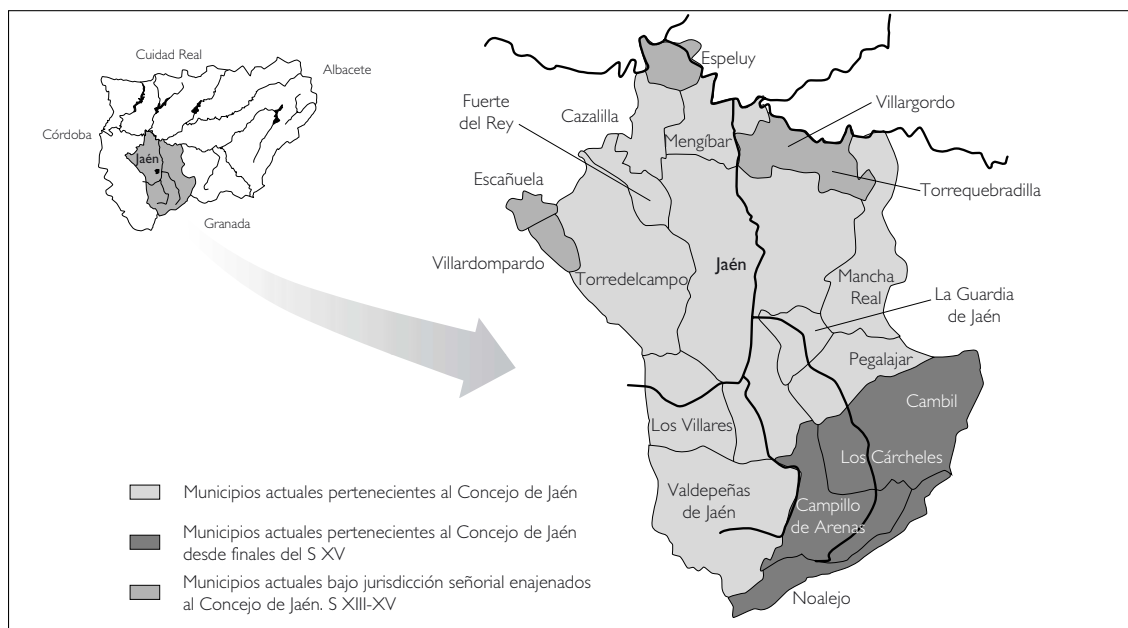 Cuidad Real
Albacete
Córdoba
Jaén
Granada
Espeluy
Villargordo
Fuerte
del Rey
Cazalilla
Mengíbar
Escañuela
Torrequebradilla
Villardompardo
Torredelcampo
Jaén
Mancha
Real
La Guardia
de Jaén
Pegalajar
Cambil
Los Villares
Los Cárcheles
Valdepeñas
de Jaén
Campillo
de Arenas
Noalejo
Municipios actuales pertenecientes al Concejo de Jaén
Municipios actuales pertenecientes al Concejo de Jaén
desde finales del S XV
Municipios actuales bajo jurisdicción señorial enajenados
al Concejo de Jaén. S XIII-XV